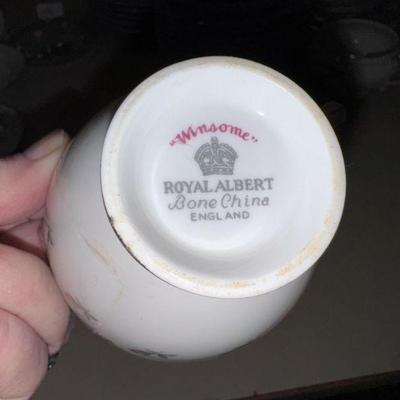 "Winsome"
ROYAL ALBERT
Bone China
ENGLAND